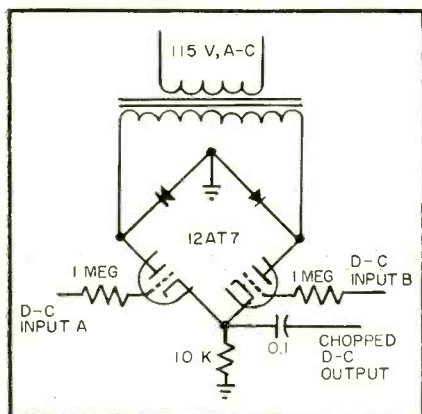 115 V, A-C
12AT7
1 MEG
1 MEG
D-C
INPUT A
D-C
INPUT B
10 K
0.1
CHOPPED
D-C
OUTPUT